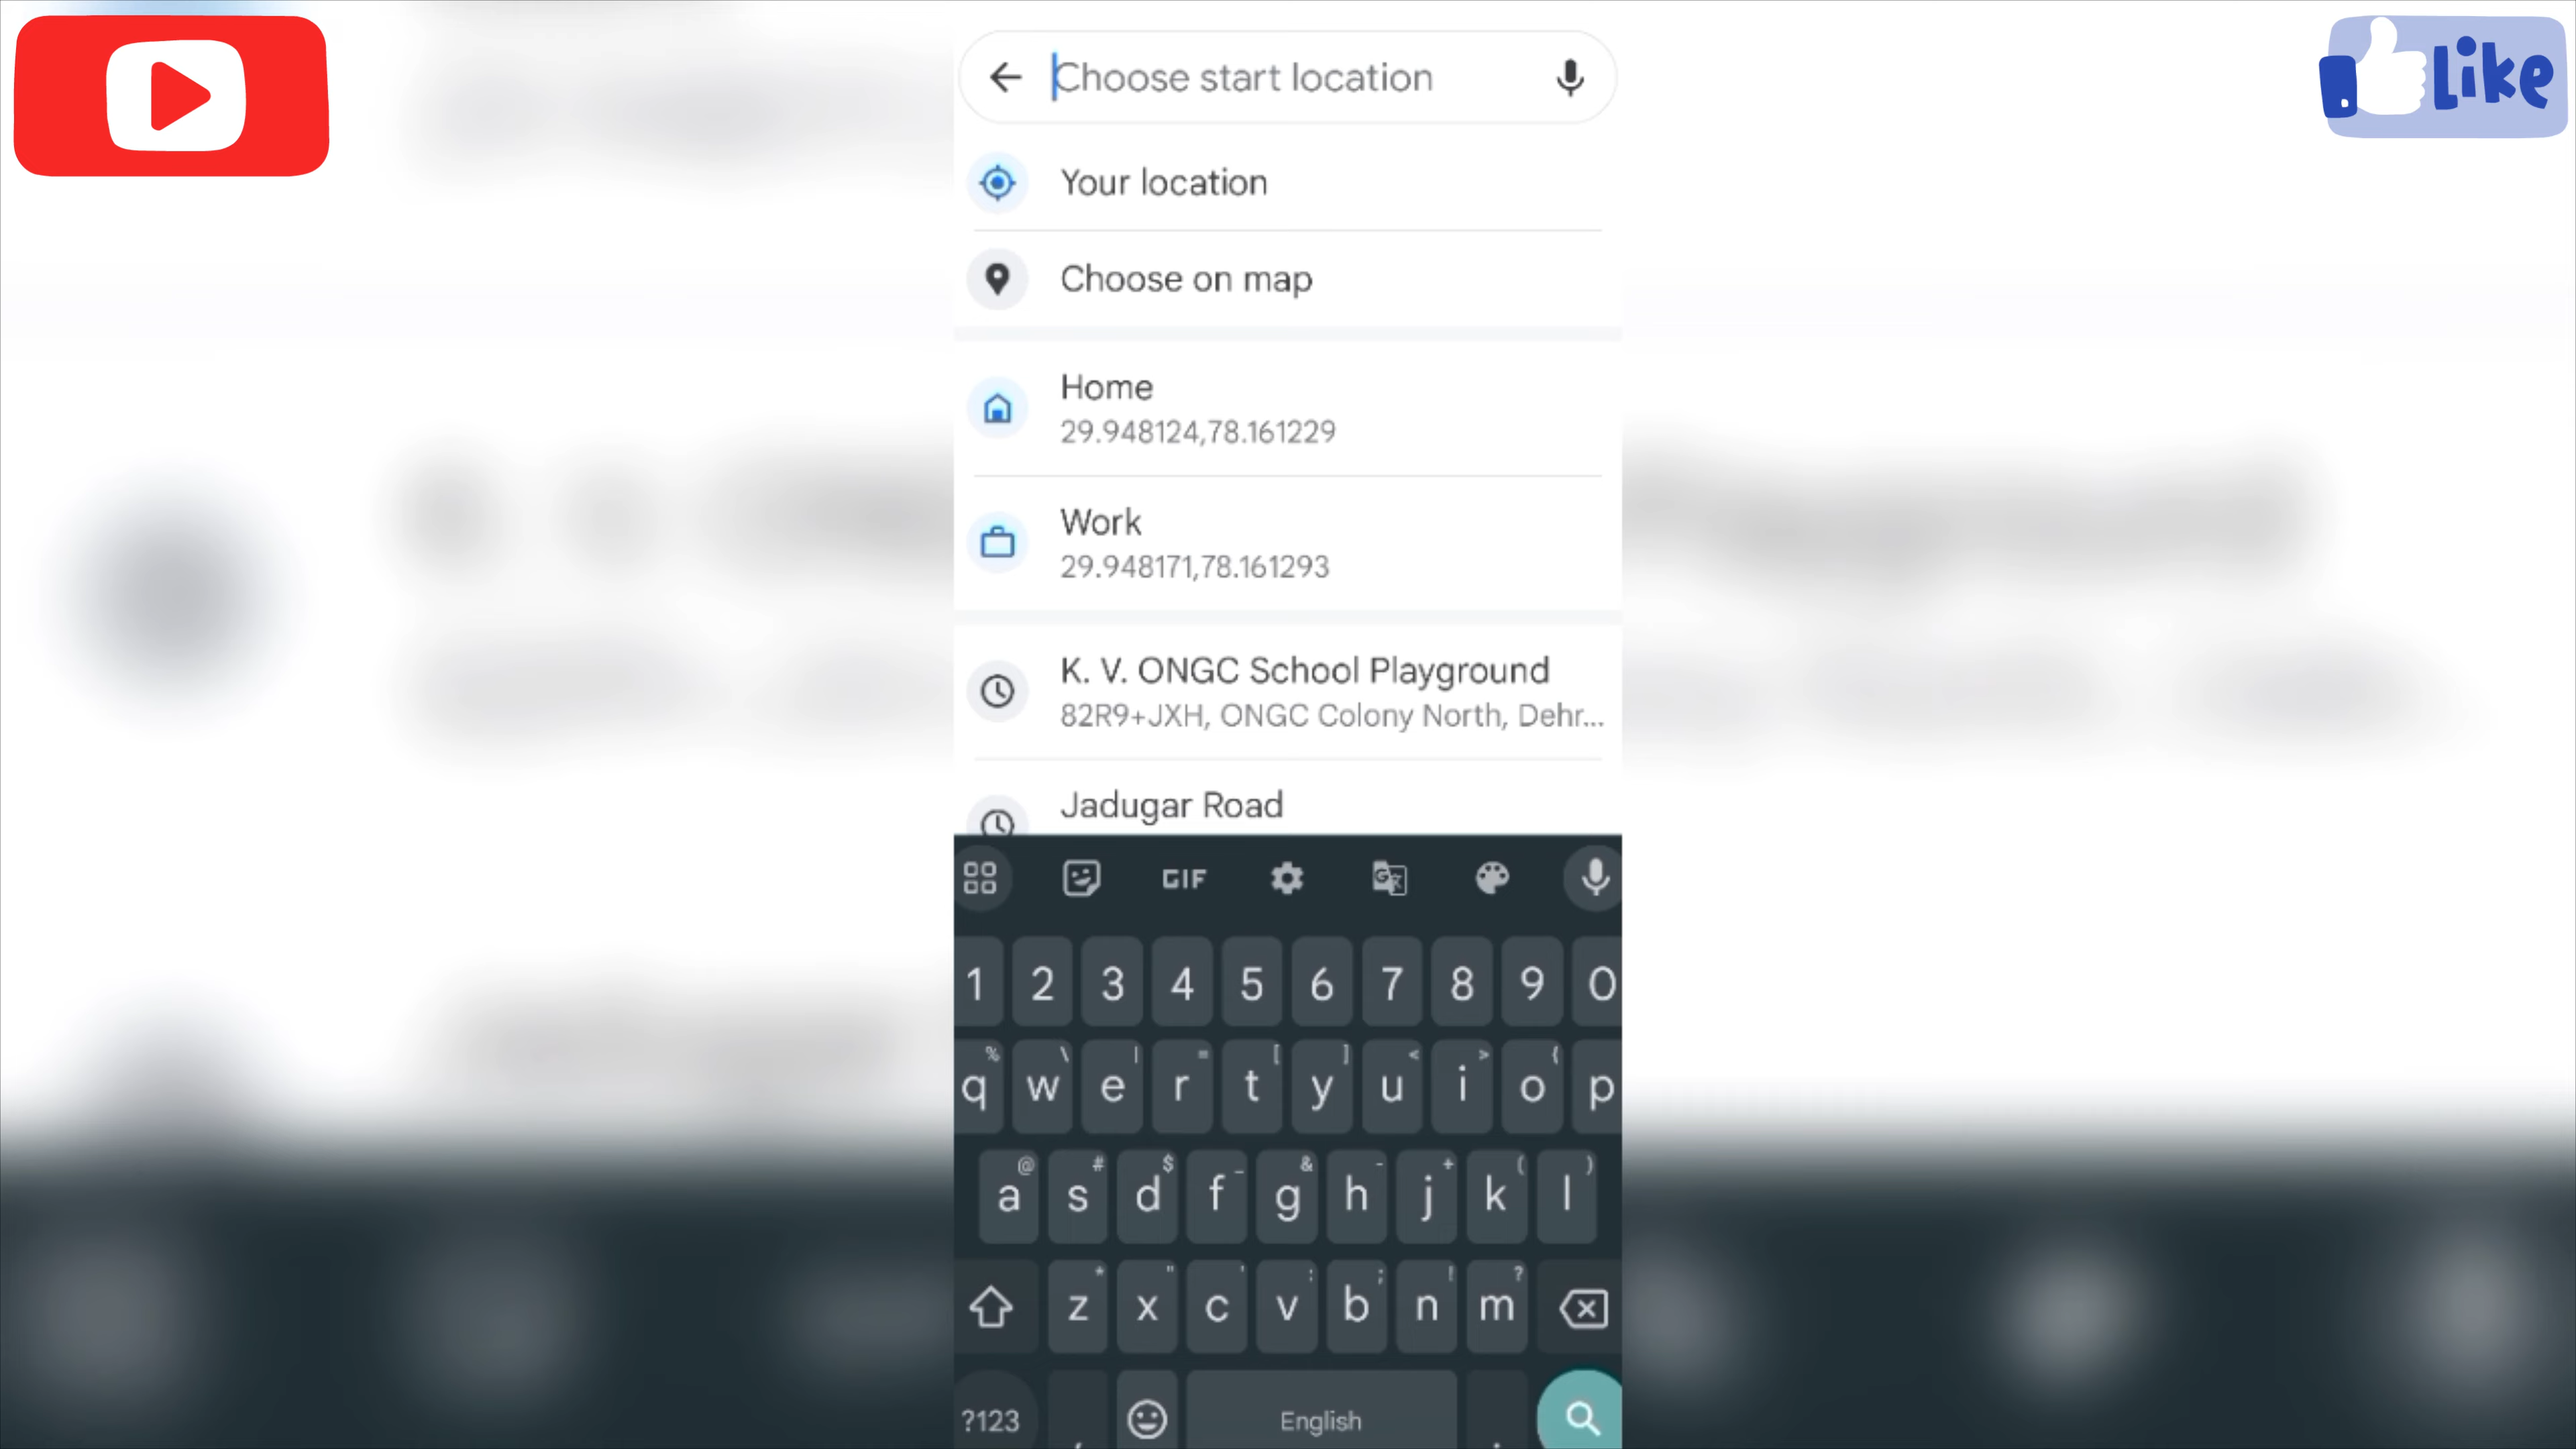 Like
Choose start location
Your location
Choose on map
Home
29.948124,78.161229
Work
29.948171,78.161293
K. V. ONGC School Playground
82R9+JXH, ONGC Colony North, Dehr...
Jadugar Road
GIF
1 2 3 4 5 6 7 8 9 0
% \ | = [ ] < > {
q w e r t y u i o p
@ # $ _ & - + ( )
a s d f g h j k l
* " ' : ; ! ?
z x c v b n m
?123 , English .